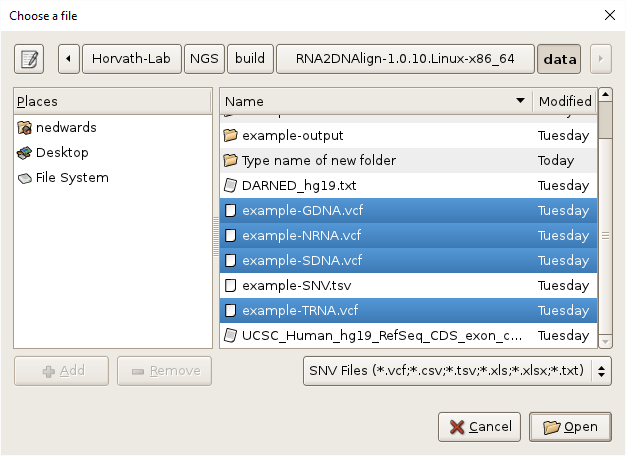 Choose a file
Horvath-Lab NGS build RNA2DNAlign-1.0.10.Linux-x86_64 data
Places
nedwards
Desktop
File System
Name Modified
example-output Tuesday
Type name of new folder Today
DARNED_hg19.txt Tuesday
example-GDNA.vcf Tuesday
example-NRNA.vcf Tuesday
example-SDNA.vcf Tuesday
example-SNV.tsv Tuesday
example-TRNA.vcf Tuesday
UCSC_Human_hg19_RefSeq_CDS_exon_c... Tuesday
Add Remove
SNV Files (*.vcf;*.csv;*.tsv;*.xls;*.xlsx;*.txt)
Cancel Open